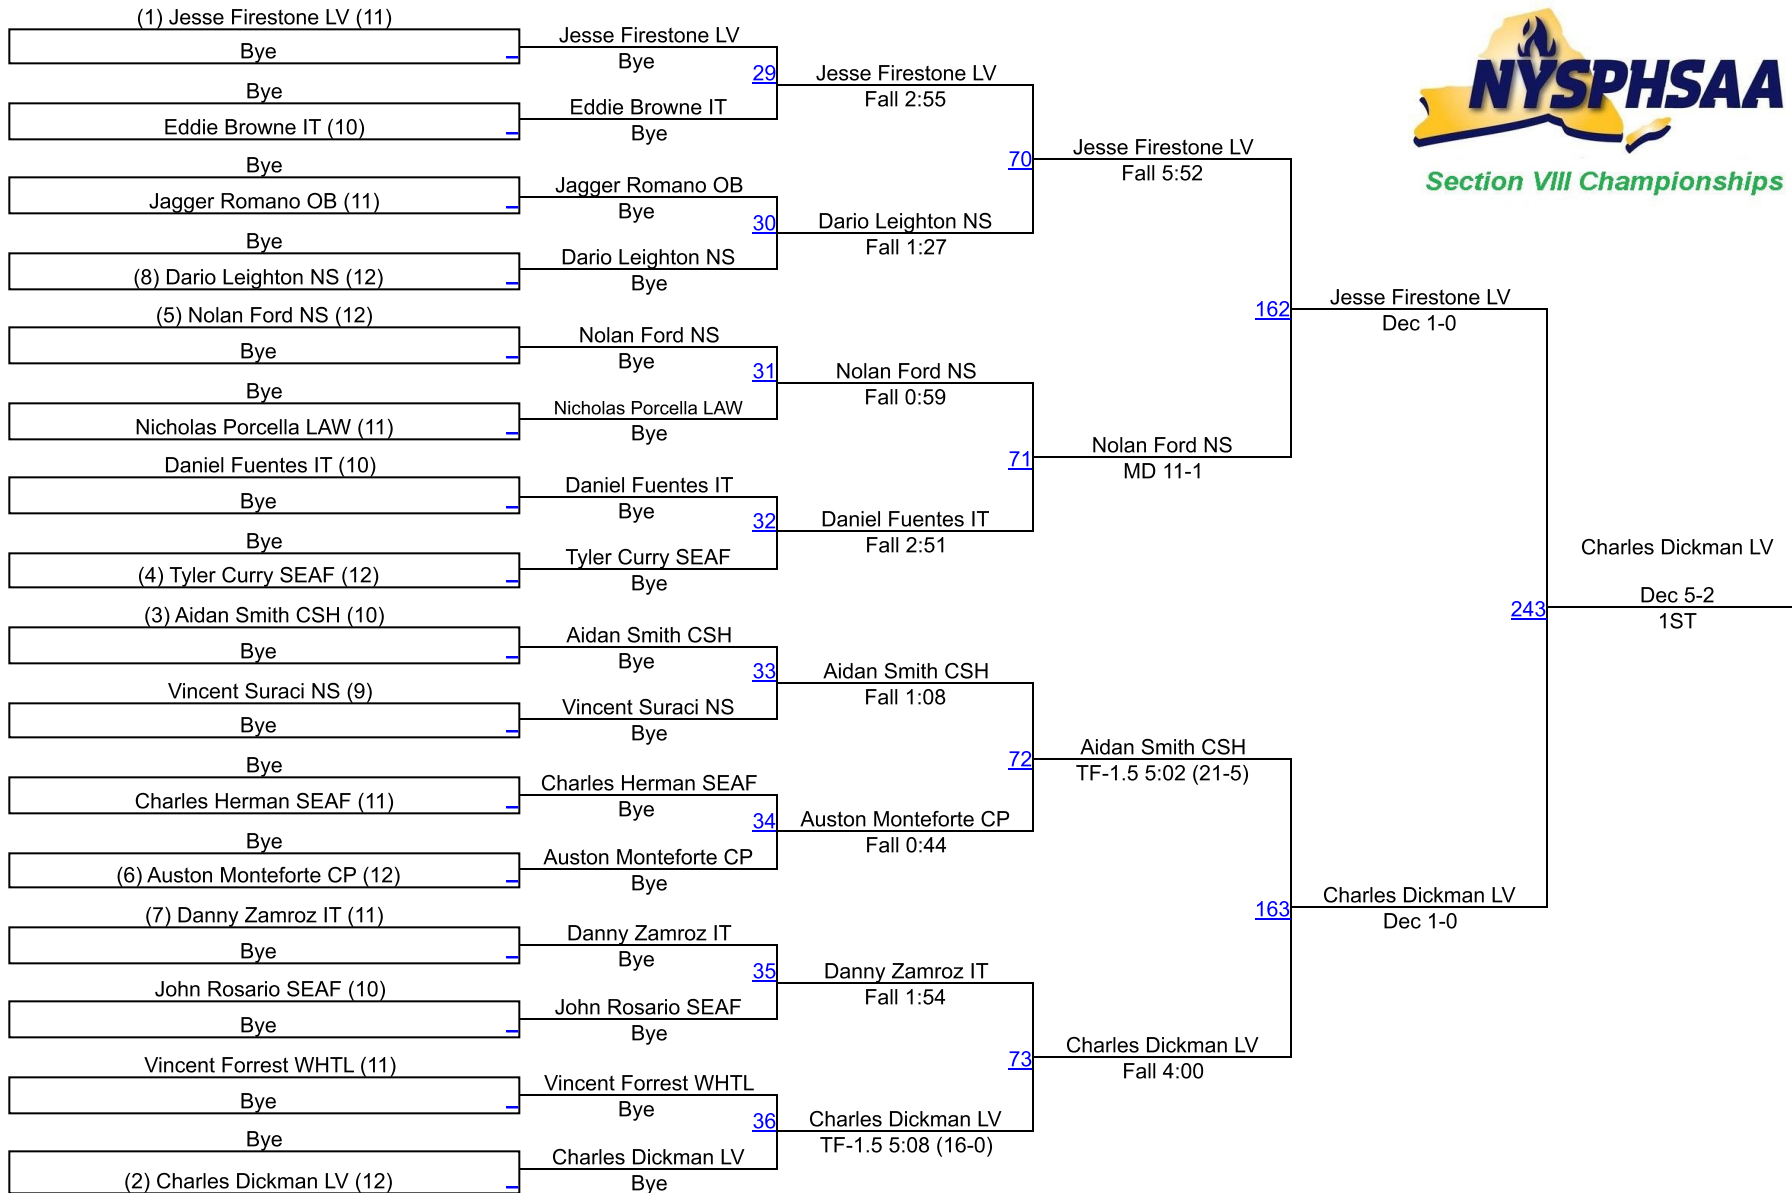 (1) Jesse Firestone LV (11)
Bye
Bye
Eddie Browne IT (10)
Bye
Jagger Romano OB (11)
Bye
(8) Dario Leighton NS (12)
(5) Nolan Ford NS (12)
Bye
Bye
Nicholas Porcella LAW (11)
Daniel Fuentes IT (10)
Bye
Bye
(4) Tyler Curry SEAF (12)
(3) Aidan Smith CSH (10)
Bye
Vincent Suraci NS (9)
Bye
Bye
Charles Herman SEAF (11)
Bye
(6) Auston Monteforte CP (12)
(7) Danny Zamroz IT (11)
Bye
John Rosario SEAF (10)
Bye
Vincent Forrest WHTL (11)
Bye
Bye
(2) Charles Dickman LV (12)
Jesse Firestone LV
Bye
29
Eddie Browne IT
Bye
Jagger Romano OB
Bye
30
Dario Leighton NS
Bye
Nolan Ford NS
Bye
31
Nicholas Porcella LAW
Bye
Daniel Fuentes IT
Bye
32
Tyler Curry SEAF
Bye
Aidan Smith CSH
Bye
33
Vincent Suraci NS
Bye
Charles Herman SEAF
Bye
34
Auston Monteforte CP
Bye
Danny Zamroz IT
Bye
35
John Rosario SEAF
Bye
Vincent Forrest WHTL
Bye
36
Charles Dickman LV
Bye
Jesse Firestone LV
Fall 2:55
70
Dario Leighton NS
Fall 1:27
Nolan Ford NS
Fall 0:59
71
Daniel Fuentes IT
Fall 2:51
Aidan Smith CSH
Fall 1:08
72
Auston Monteforte CP
Fall 0:44
Danny Zamroz IT
Fall 1:54
73
Charles Dickman LV
TF-1.5 5:08 (16-0)
Jesse Firestone LV
Fall 5:52
162
Nolan Ford NS
MD 11-1
Aidan Smith CSH
TF-1.5 5:02 (21-5)
163
Charles Dickman LV
Fall 4:00
Jesse Firestone LV
Dec 1-0
243
Charles Dickman LV
Dec 1-0
Charles Dickman LV
Dec 5-2
1ST
NYSPHSAA
Section VIII Championships